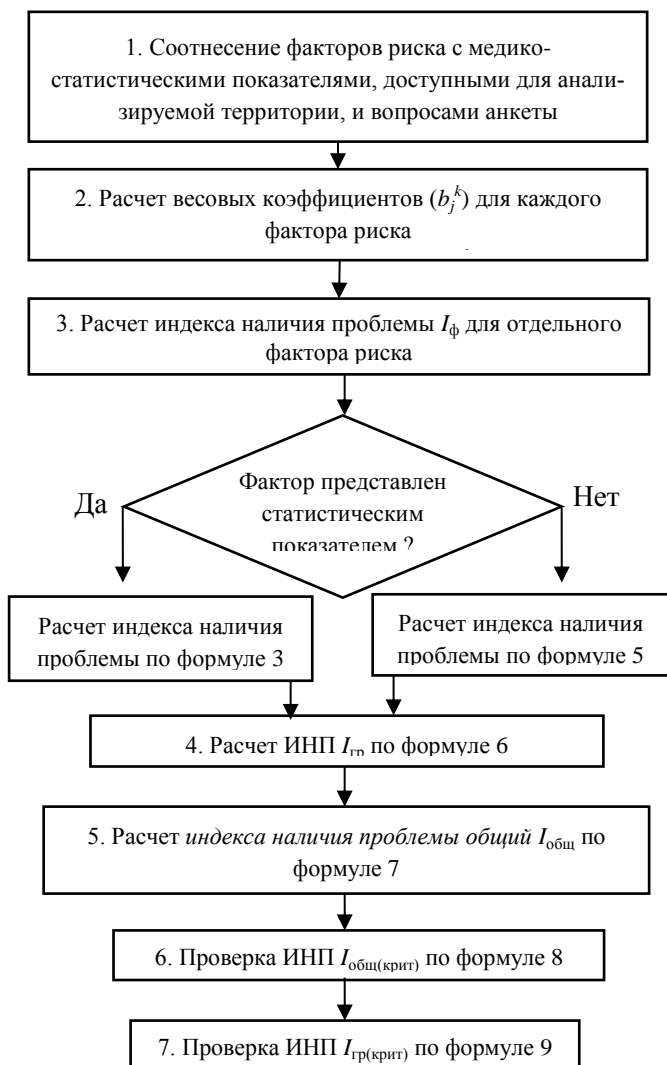 1. Соотнесение факторов риска с медико-
статистическими показателями, доступными для анали-
зируемой территории, и вопросами анкеты
2. Расчет весовых коэффициентов (b_j^k) для каждого
фактора риска
3. Расчет индекса наличия проблемы I_ф для отдельного
фактора риска
Фактор представлен
статистическим
показателем ?
Да
Нет
Расчет индекса наличия
проблемы по формуле 3
Расчет индекса наличия
проблемы по формуле 5
4. Расчет ИНП I_гр по формуле 6
5. Расчет индекса наличия проблемы общий I_общ по
формуле 7
6. Проверка ИНП I_общ(крит) по формуле 8
7. Проверка ИНП I_гр(крит) по формуле 9